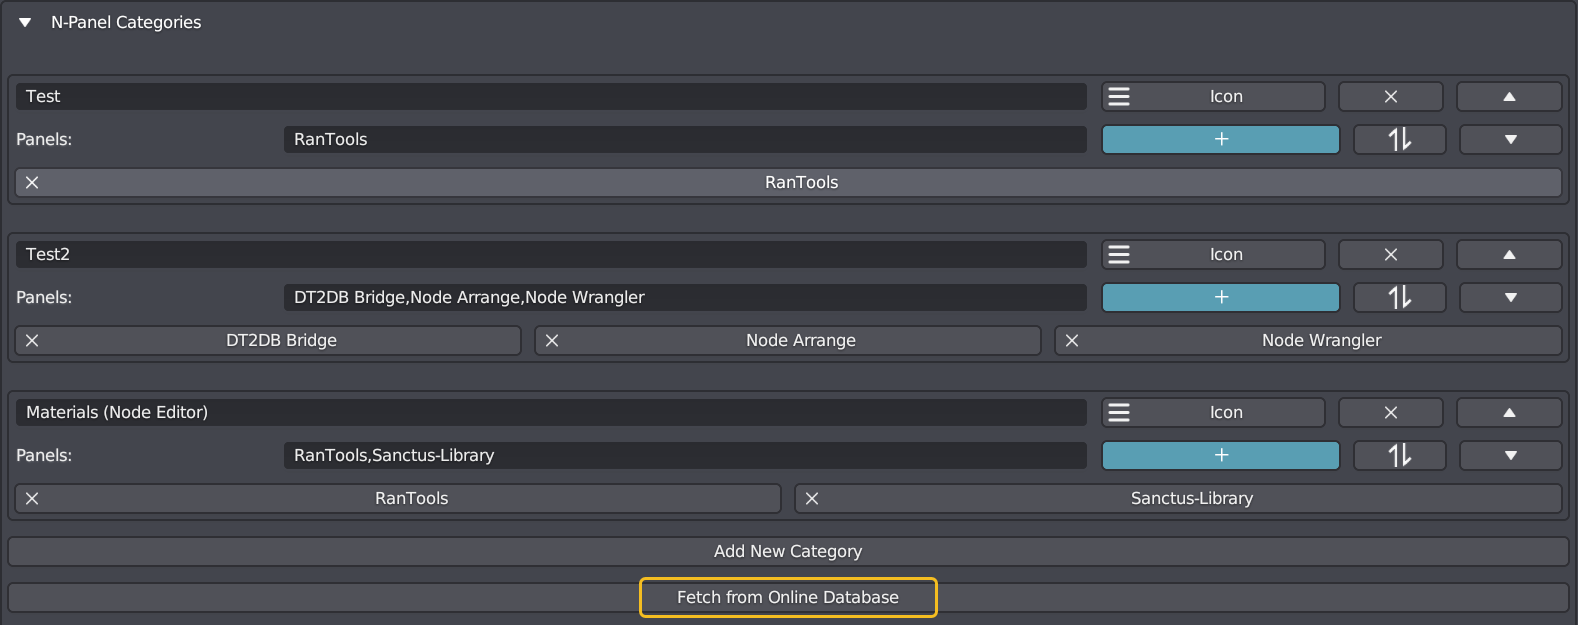 N-Panel Categories
Test Icon
Panels: RanTools +
RanTools
Test2 Icon
Panels: DT2DB Bridge,Node Arrange,Node Wrangler +
DT2DB Bridge Node Arrange Node Wrangler
Materials (Node Editor) Icon
Panels: RanTools,Sanctus-Library +
RanTools Sanctus-Library
Add New Category
Fetch from Online Database